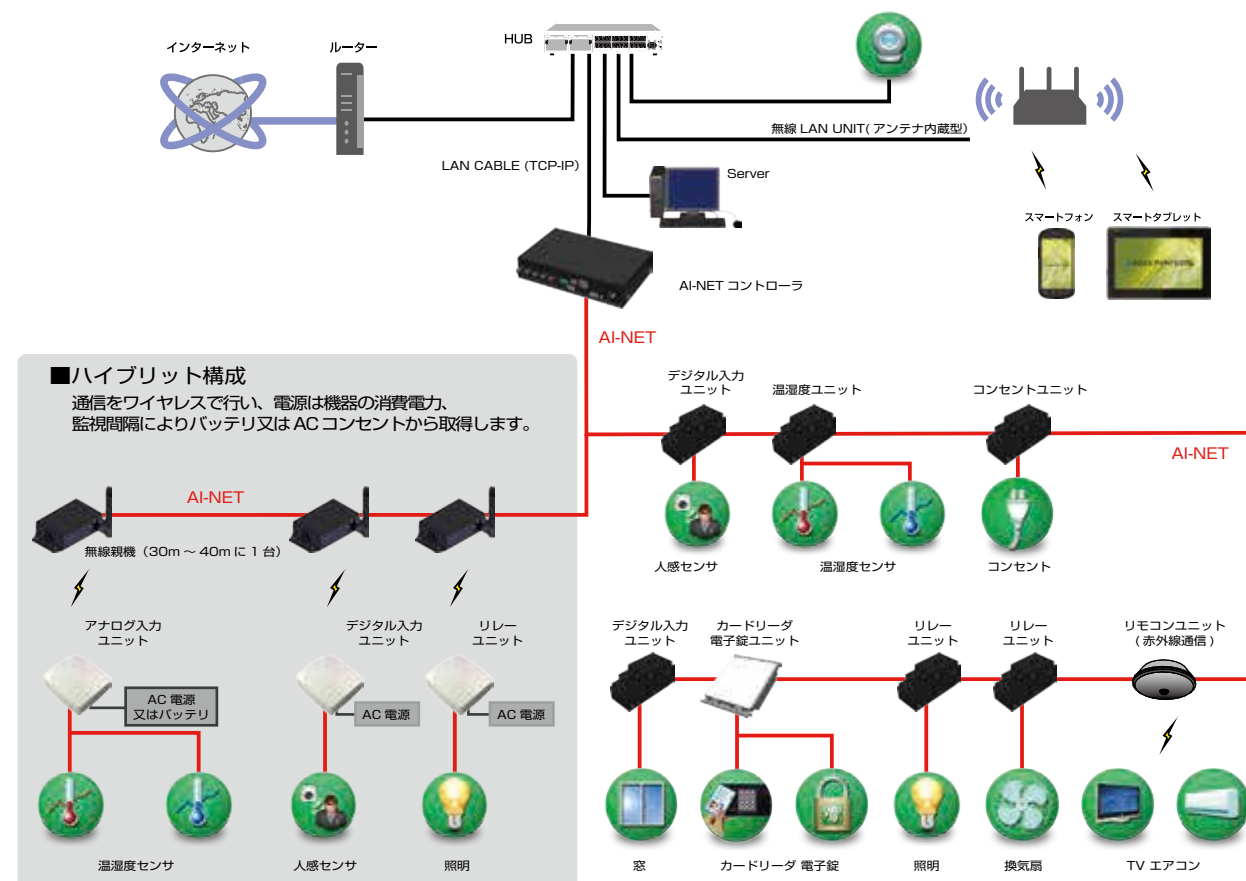 インターネット
ルーター
HUB
無線 LAN UNIT( アンテナ内蔵型)
LAN CABLE (TCP-IP)
Server
スマートフォン
スマートタブレット
AI-NET コントローラ
AI-NET
■ハイブリット構成
通信をワイヤレスで行い、電源は機器の消費電力、
監視間隔によりバッテリ又は AC コンセントから取得します。
デジタル入力
ユニット
温湿度ユニット
コンセントユニット
AI-NET
AI-NET
無線親機（30m ～ 40m に 1 台）
人感センサ
温湿度センサ
コンセント
アナログ入力
ユニット
デジタル入力
ユニット
リレー
ユニット
デジタル入力
ユニット
カードリーダ
電子錠ユニット
リレー
ユニット
リレー
ユニット
リモコンユニット
( 赤外線通信 )
AC 電源
又はバッテリ
AC 電源
AC 電源
温湿度センサ
人感センサ
照明
窓
カードリーダ 電子錠
照明
換気扇
TV エアコン